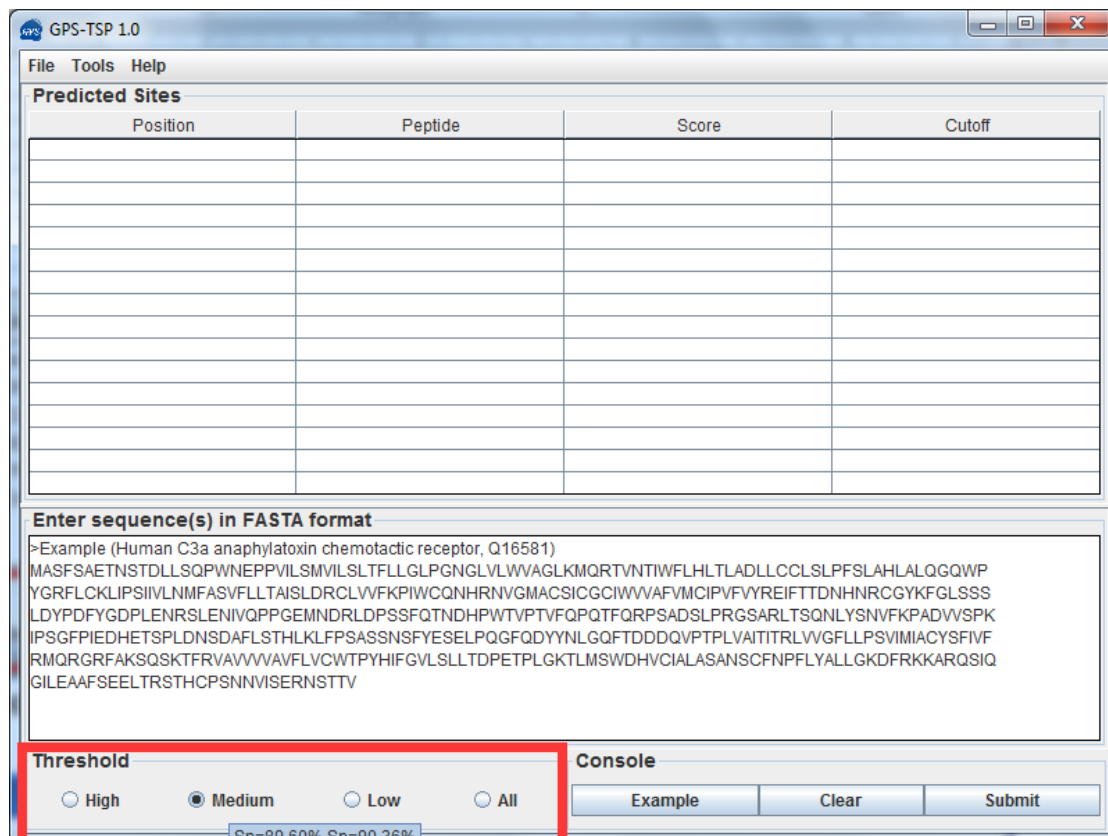 GPS GPS-TSP 1.0
File Tools Help
Predicted Sites
Position Peptide Score Cutoff
Enter sequence(s) in FASTA format
>Example (Human C3a anaphylatoxin chemotactic receptor, Q16581)
MASFSAETNSTDLLSQPWNEPPVILSMVILSLTFLLGLPGNGLVLWVAGLKMQRTVNTIWFLHLTLADLLCCLSLPFSLAHLALQGQWP
YGRFLCKLIPSIIVLNMFASVFLLTAISLDRCLVVFKPIWCQNHRNVGMACSICGCIWVVAFVMCIPVFVYREIFTTDNHNRCGYKFGLSSS
LDYPDFYGDPLENRSLENIVQPPGEMNDRLDPSSFQTNDHPWTVPTVFQPQTFQRPSADSLPRGSARLTSQNLYSNVFKPADVVSPK
IPSGFPIEDHETSPLDNSDAFLSTHLKLFPSASSNSFYESELPQGFQDYYNLGQFTDDDQVPTPLVAITITRLVVGFLLPSVIMIACYSFIVF
RMQRGRFAKSQSKTFRVAVVVVAVFLVCWTPYHIFGVLSLLTDPETPLGKTLMSWDHVCIALASANSCFNPFLYALLGKDFRKKARQSIQ
GILEAAFSEELTRSTHCPSNNVISERNSTTV
Threshold Console
High Medium Low All Example Clear Submit